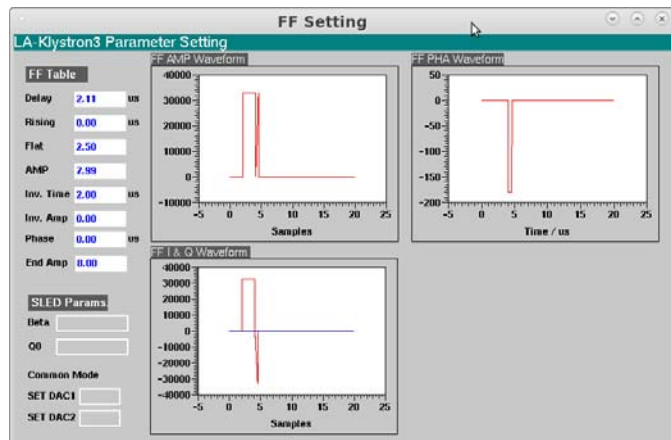 FF Setting
LA-Klystron3 Parameter Setting
FF Table
Delay 2.11 us
Rising 0.00 us
Flat 2.50
AMP 2.99
Inv. Time 2.00 us
Inv. Amp 0.00
Phase 0.00 us
End Amp 8.00
SLED Params.
Beta
Q0
Common Mode
SET DAC1
SET DAC2
FF AMP Waveform
40000
30000
20000
10000
0
-10000
-5 0 5 10 15 20 25
Samples
FF PHA Waveform
50
0
-50
-100
-150
-200
-5 0 5 10 15 20 25
Time / us
FF I & Q Waveform
40000
30000
20000
10000
0
-10000
-20000
-30000
-40000
-5 0 5 10 15 20 25
Samples